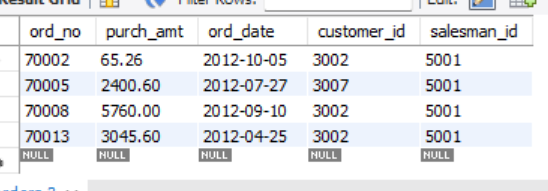 Result Grid Filter Rows: Edit:
ord_no purch_amt ord_date customer_id salesman_id
70002 65.26 2012-10-05 3002 5001
70005 2400.60 2012-07-27 3007 5001
70008 5760.00 2012-09-10 3002 5001
70013 3045.60 2012-04-25 3002 5001
NULL NULL NULL NULL NULL